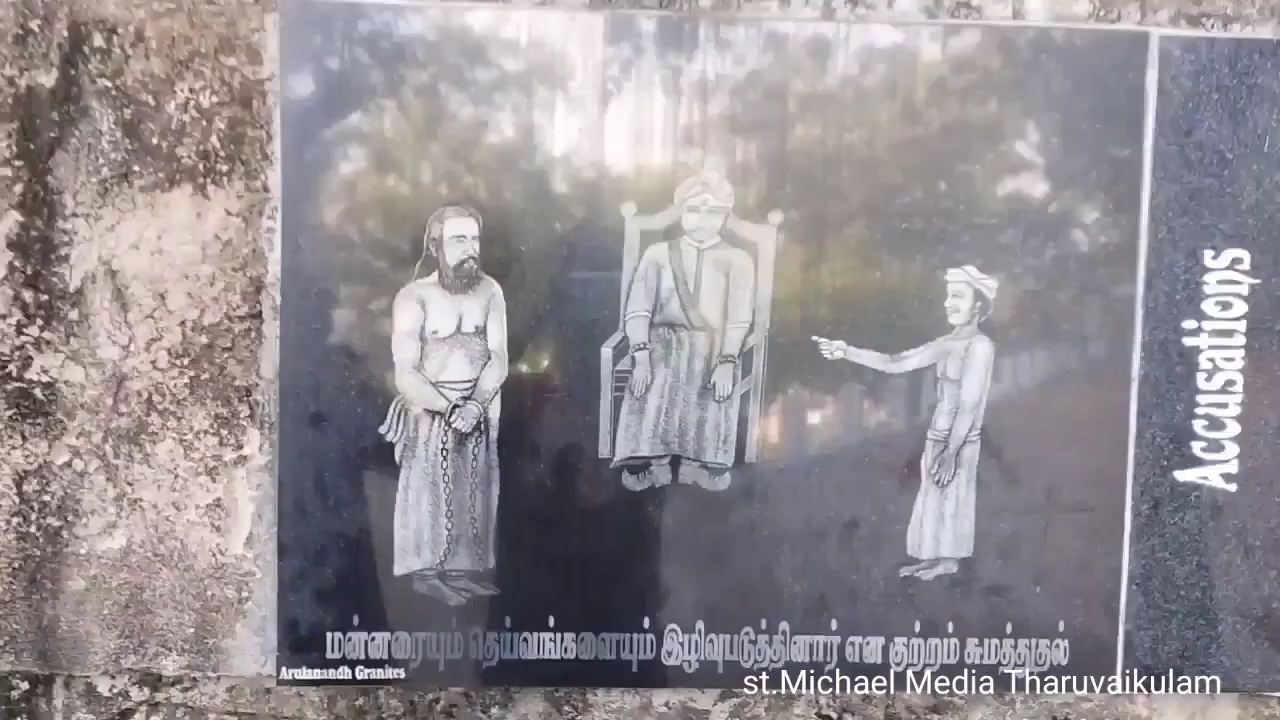 Accusations
மன்னரையும் தெய்வங்களையும் இழிவுபடுத்தினார் என குற்றம் சுமத்துதல்
Arulanandh Granites
st.Michael Media Tharuvaikulam